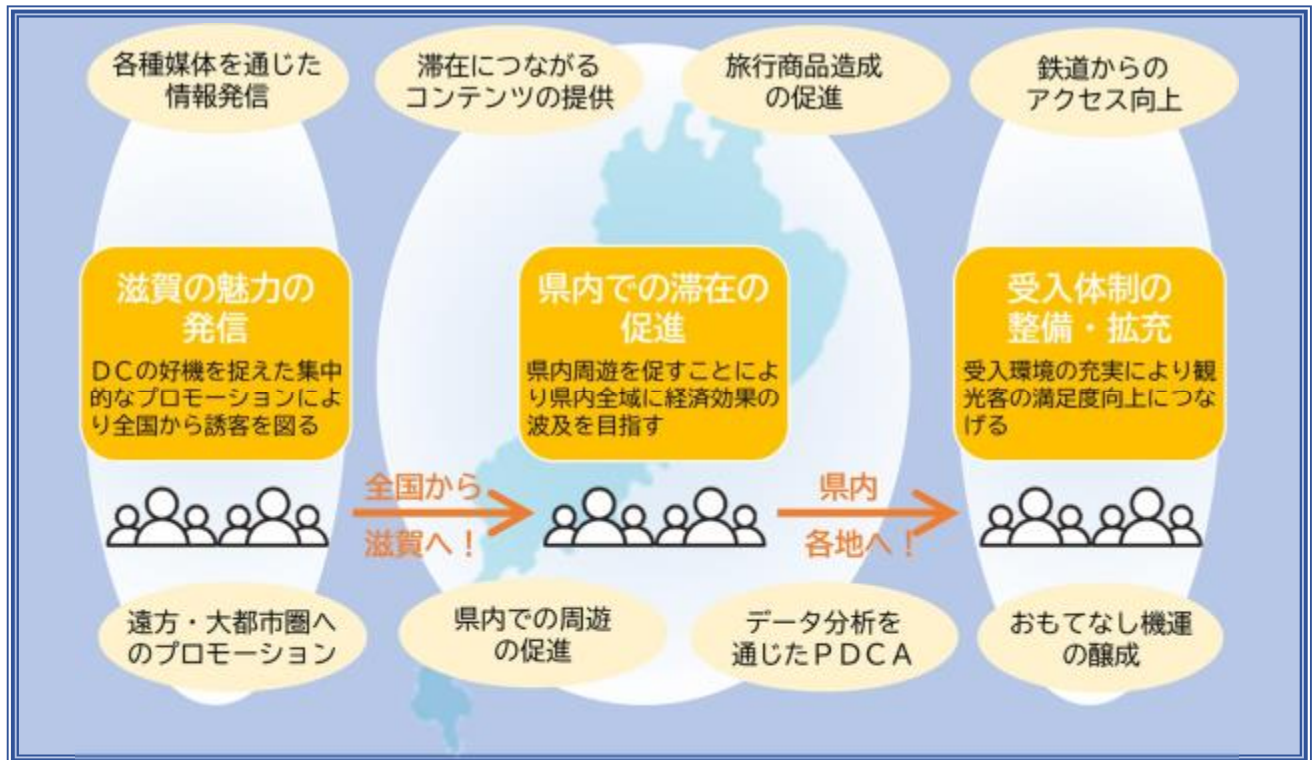 各種媒体を通じた
情報発信
滞在につながる
コンテンツの提供
旅行商品造成
の促進
鉄道からの
アクセス向上
滋賀の魅力の
発信
ＤＣの好機を捉えた集中
的なプロモーションによ
り全国から誘客を図る
県内での滞在の
促進
県内周遊を促すことによ
り県内全域に経済効果の
波及を目指す
受入体制の
整備・拡充
受入環境の充実により観
光客の満足度向上につな
げる
全国から
滋賀へ！
県内
各地へ！
遠方・大都市圏へ
のプロモーション
県内での周遊
の促進
データ分析を
通じたＰＤＣＡ
おもてなし機運
の醸成